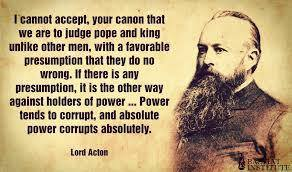 I cannot accept, your canon that
we are to judge pope and king
unlike other men, with a favorable
presumption that they do no
wrong. If there is any
presumption, it is the other way
against holders of power ... Power
tends to corrupt, and absolute
power corrupts absolutely.
Lord Acton
INSTITUTE